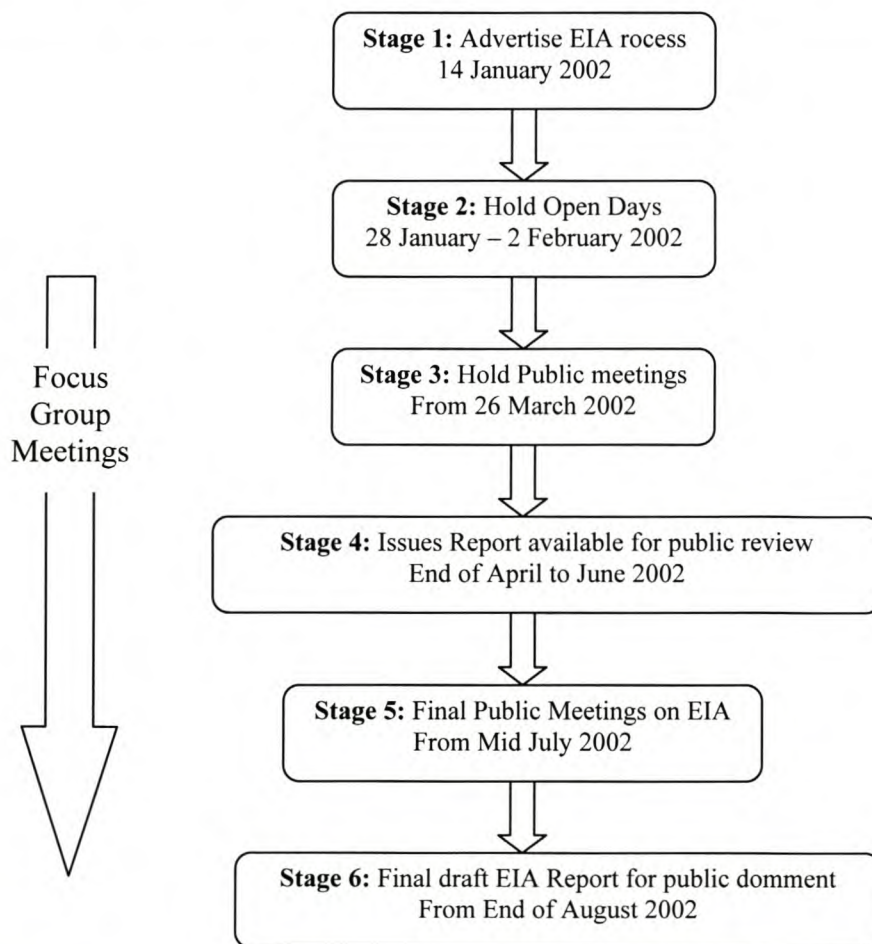 Stage 1: Advertise EIA rocess
14 January 2002
Stage 2: Hold Open Days
28 January – 2 February 2002
Focus
Group
Meetings
Stage 3: Hold Public meetings
From 26 March 2002
Stage 4: Issues Report available for public review
End of April to June 2002
Stage 5: Final Public Meetings on EIA
From Mid July 2002
Stage 6: Final draft EIA Report for public domment
From End of August 2002